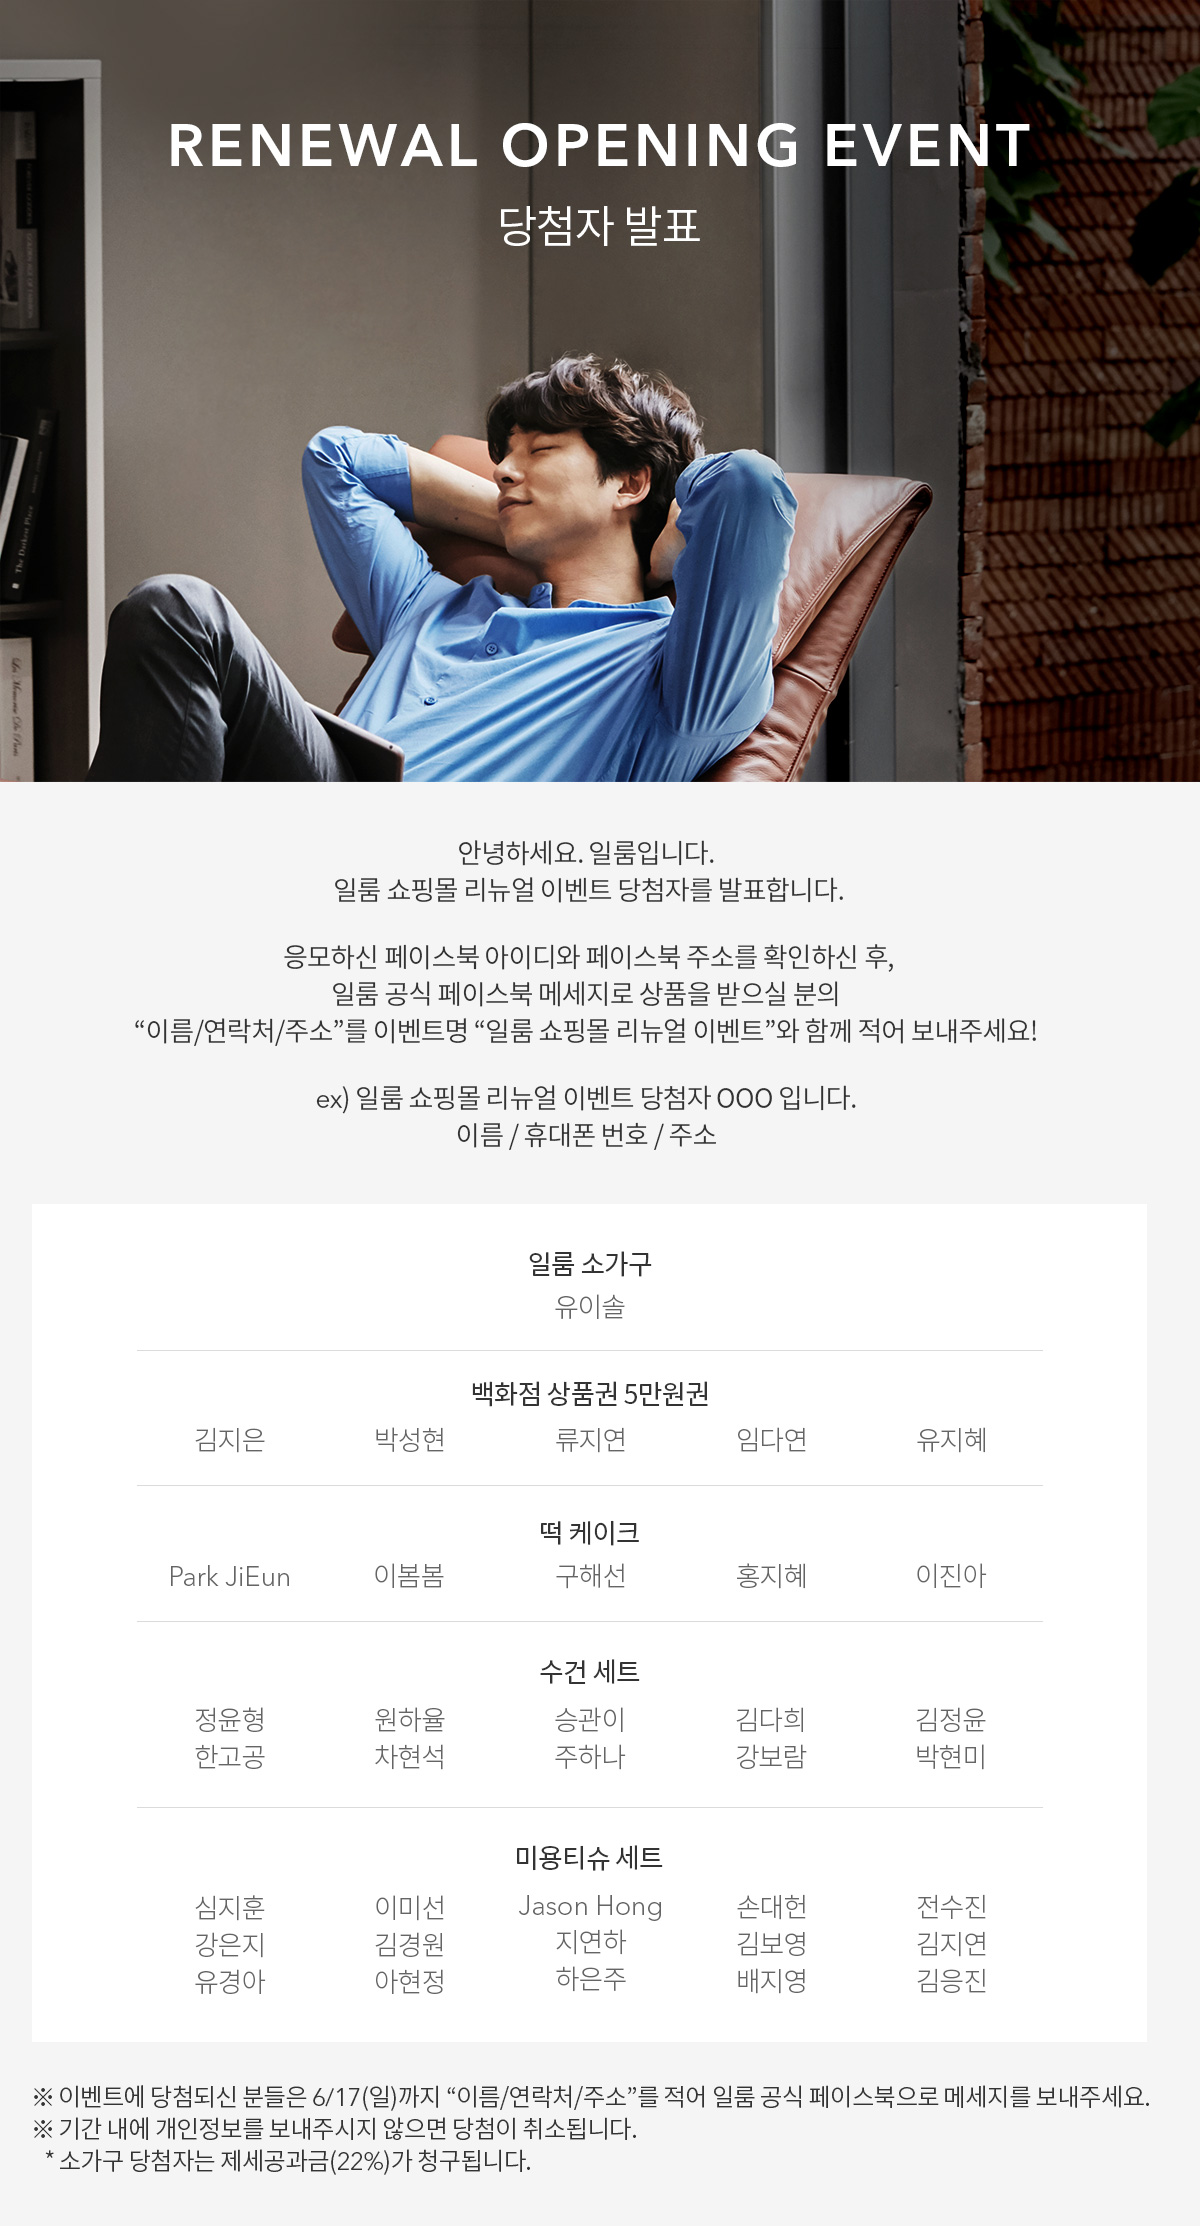 RENEWAL OPENING EVENT
당첨자 발표
The Darkest Place
안녕하세요. 일룸입니다.
일룸 쇼핑몰 리뉴얼 이벤트 당첨자를 발표합니다.
응모하신 페이스북 아이디와 페이스북 주소를 확인하신 후,
일룸 공식 페이스북 메세지로 상품을 받으실 분의
“이름/연락처/주소”를 이벤트명 “일룸 쇼핑몰 리뉴얼 이벤트”와 함께 적어 보내주세요!
ex) 일룸 쇼핑몰 리뉴얼 이벤트 당첨자 OOO 입니다.
이름 / 휴대폰 번호 / 주소
일룸 소가구
유이솔
백화점 상품권 5만원권
김지은 박성현 류지연 임다연 유지혜
떡 케이크
Park JiEun 이봄봄 구해선 홍지혜 이진아
수건 세트
정윤형 원하율 승관이 김다희 김정윤
한고공 차현석 주하나 강보람 박현미
미용티슈 세트
심지훈 이미선 Jason Hong 손대헌 전수진
강은지 김경원 지연하 김보영 김지연
유경아 아현정 하은주 배지영 김응진
※ 이벤트에 당첨되신 분들은 6/17(일)까지 “이름/연락처/주소”를 적어 일룸 공식 페이스북으로 메세지를 보내주세요.
※ 기간 내에 개인정보를 보내주시지 않으면 당첨이 취소됩니다.
* 소가구 당첨자는 제세공과금(22%)가 청구됩니다.